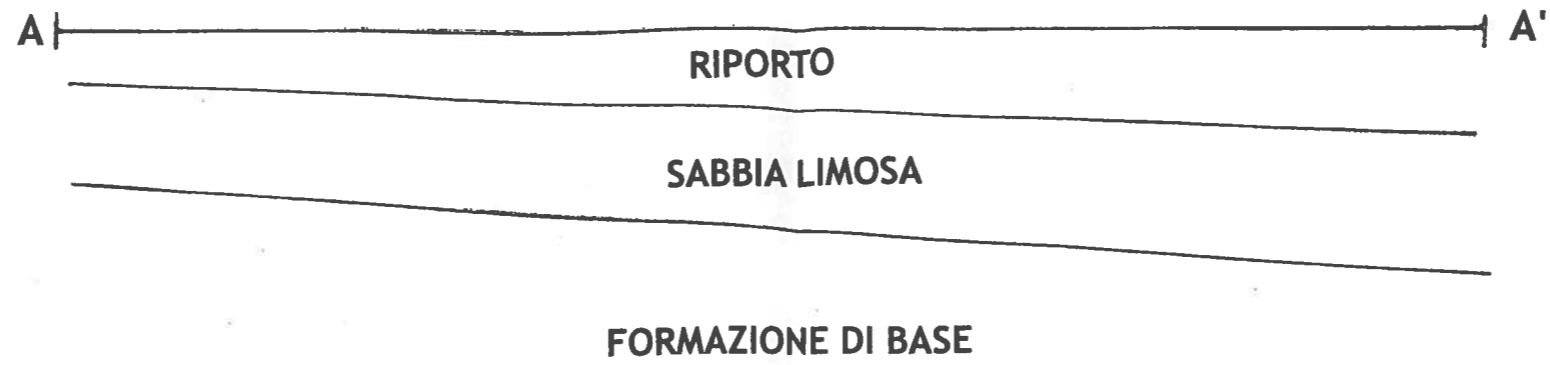 A A'
RIPORTO
SABBIA LIMOSA
FORMAZIONE DI BASE